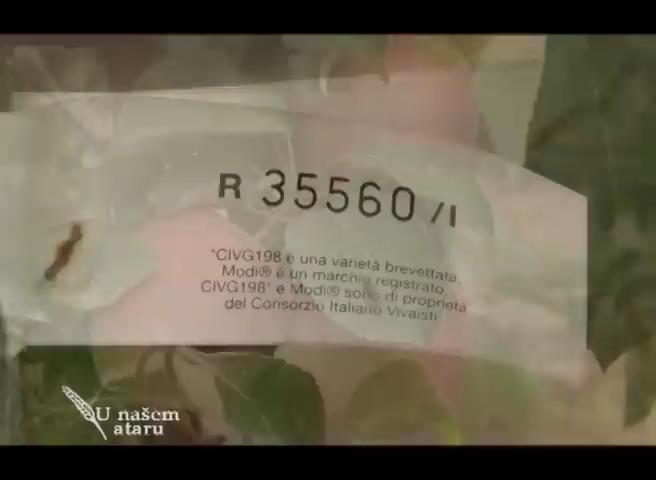 R 35560 /I
*CIVG198 è una varietà brevettata,
Modi® è un marchio registrato,
CIVG198* e Modi® sono di proprietà
del Consorzio Italiano Vivaisti
U našem
ataru